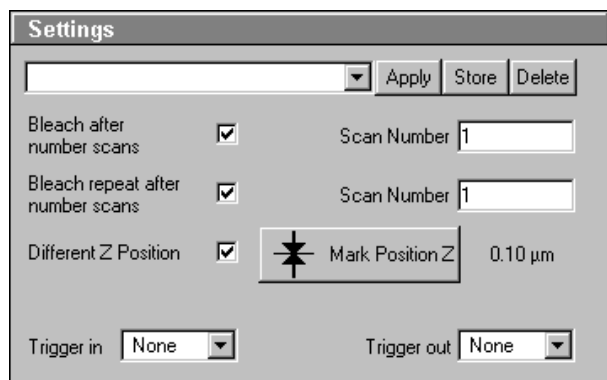 Settings
Apply Store Delete
Bleach after
number scans
Scan Number 1
Bleach repeat after
number scans
Scan Number 1
Different Z Position Mark Position Z 0.10 µm
Trigger in None Trigger out None